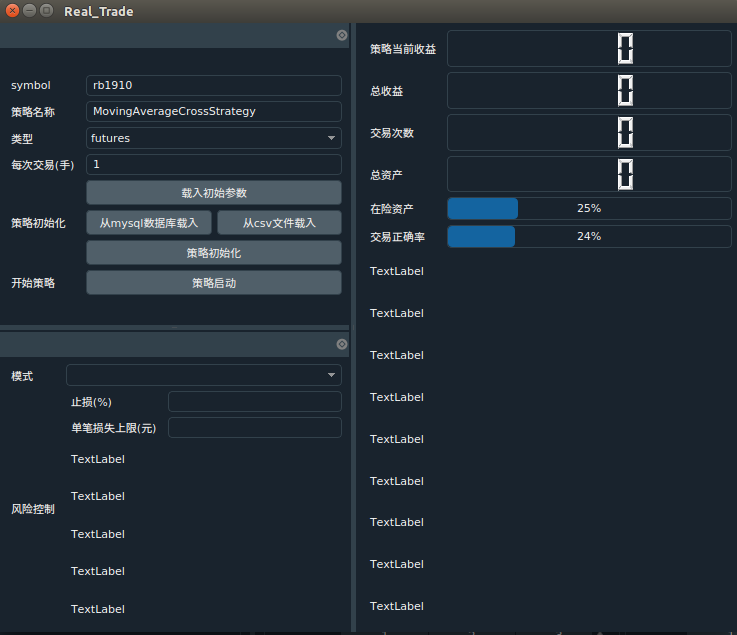 Real_Trade
symbol rb1910
策略名称 MovingAverageCrossStrategy
类型 futures
每次交易(手) 1
载入初始参数
策略初始化 从mysql数据库载入 从csv文件载入
策略初始化
开始策略 策略启动
模式
止损(%)
单笔损失上限(元)
TextLabel
TextLabel
风险控制
TextLabel
TextLabel
TextLabel
策略当前收益 0
总收益 0
交易次数 0
总资产 0
在险资产 25%
交易正确率 24%
TextLabel
TextLabel
TextLabel
TextLabel
TextLabel
TextLabel
TextLabel
TextLabel
TextLabel